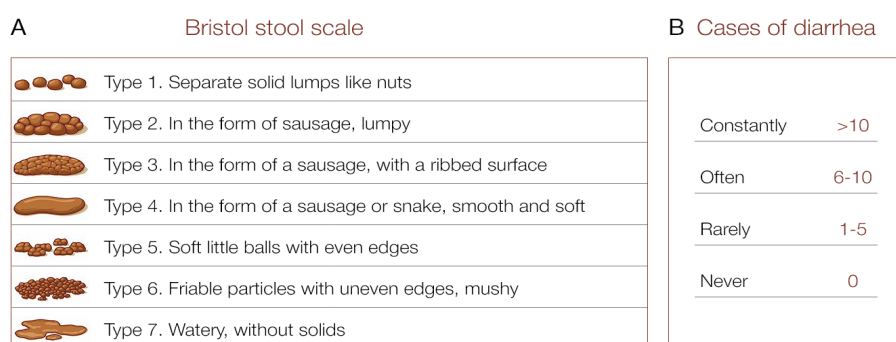 A Bristol stool scale
Type 1. Separate solid lumps like nuts
Type 2. In the form of sausage, lumpy
Type 3. In the form of a sausage, with a ribbed surface
Type 4. In the form of a sausage or snake, smooth and soft
Type 5. Soft little balls with even edges
Type 6. Friable particles with uneven edges, mushy
Type 7. Watery, without solids
B Cases of diarrhea
Constantly >10
Often 6-10
Rarely 1-5
Never 0